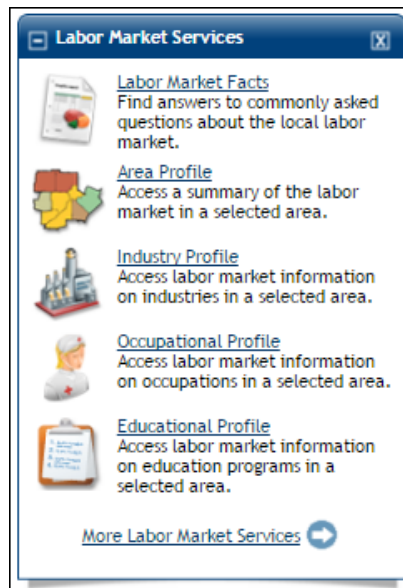 Labor Market Services
Labor Market Facts
Find answers to commonly asked
questions about the local labor
market.
Area Profile
Access a summary of the labor
market in a selected area.
Industry Profile
Access labor market information
on industries in a selected area.
Occupational Profile
Access labor market information
on occupations in a selected area.
Educational Profile
Access labor market information
on education programs in a
selected area.
More Labor Market Services